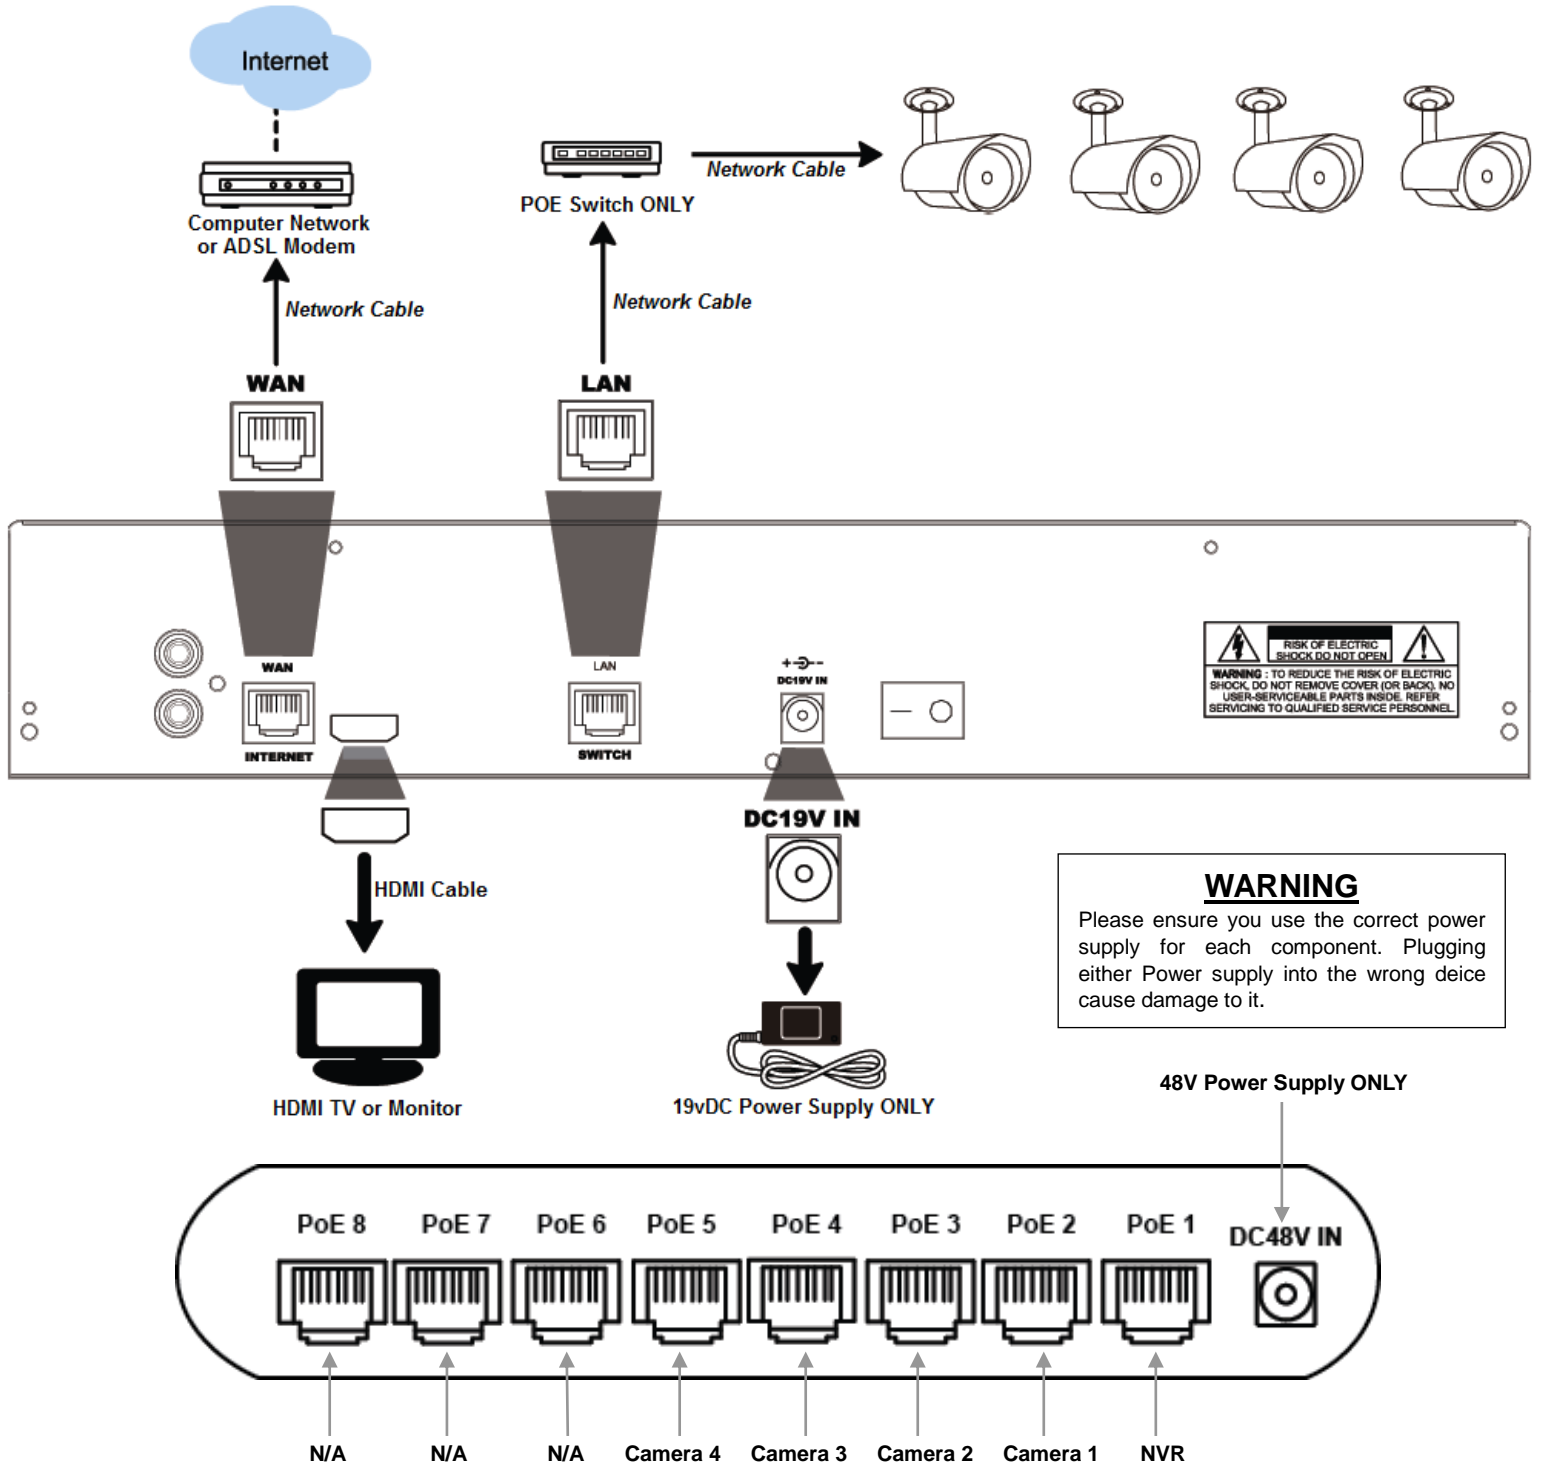 Internet
Computer Network
or ADSL Modem
Network Cable
WAN
POE Switch ONLY
Network Cable
Network Cable
LAN
WAN
INTERNET
LAN
SWITCH
DC19V IN
RISK OF ELECTRIC
SHOCK DO NOT OPEN
WARNING : TO REDUCE THE RISK OF ELECTRIC
SHOCK, DO NOT REMOVE COVER (OR BACK). NO
USER-SERVICEABLE PARTS INSIDE. REFER
SERVICING TO QUALIFIED SERVICE PERSONNEL.
HDMI Cable
HDMI TV or Monitor
DC19V IN
19vDC Power Supply ONLY
WARNING
Please ensure you use the correct power
supply for each component. Plugging
either Power supply into the wrong deice
cause damage to it.
48V Power Supply ONLY
PoE 8 PoE 7 PoE 6 PoE 5 PoE 4 PoE 3 PoE 2 PoE 1 DC48V IN
N/A N/A N/A Camera 4 Camera 3 Camera 2 Camera 1 NVR